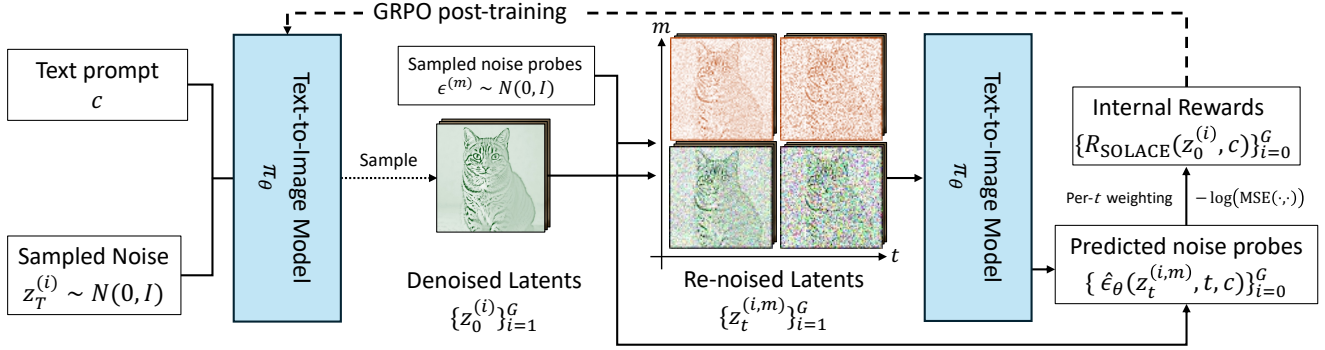 GRPO post-training
Text prompt
c
Sampled Noise
z_T^{(i)} ~ N(0, I)
Text-to-Image Model
π_θ
Sample
Sampled noise probes
ϵ^{(m)} ~ N(0, I)
Denoised Latents
{z_0^{(i)}}_{i=1}^G
m
t
Re-noised Latents
{z_t^{(i,m)}}_{i=1}^G
Text-to-Image Model
π_θ
Internal Rewards
{R_SOLACE(z_0^{(i)}, c)}_{i=0}^G
Per-t weighting
−log(MSE(·,·))
Predicted noise probes
{ ϵ̂_θ(z_t^{(i,m)}, t, c)}_{i=0}^G